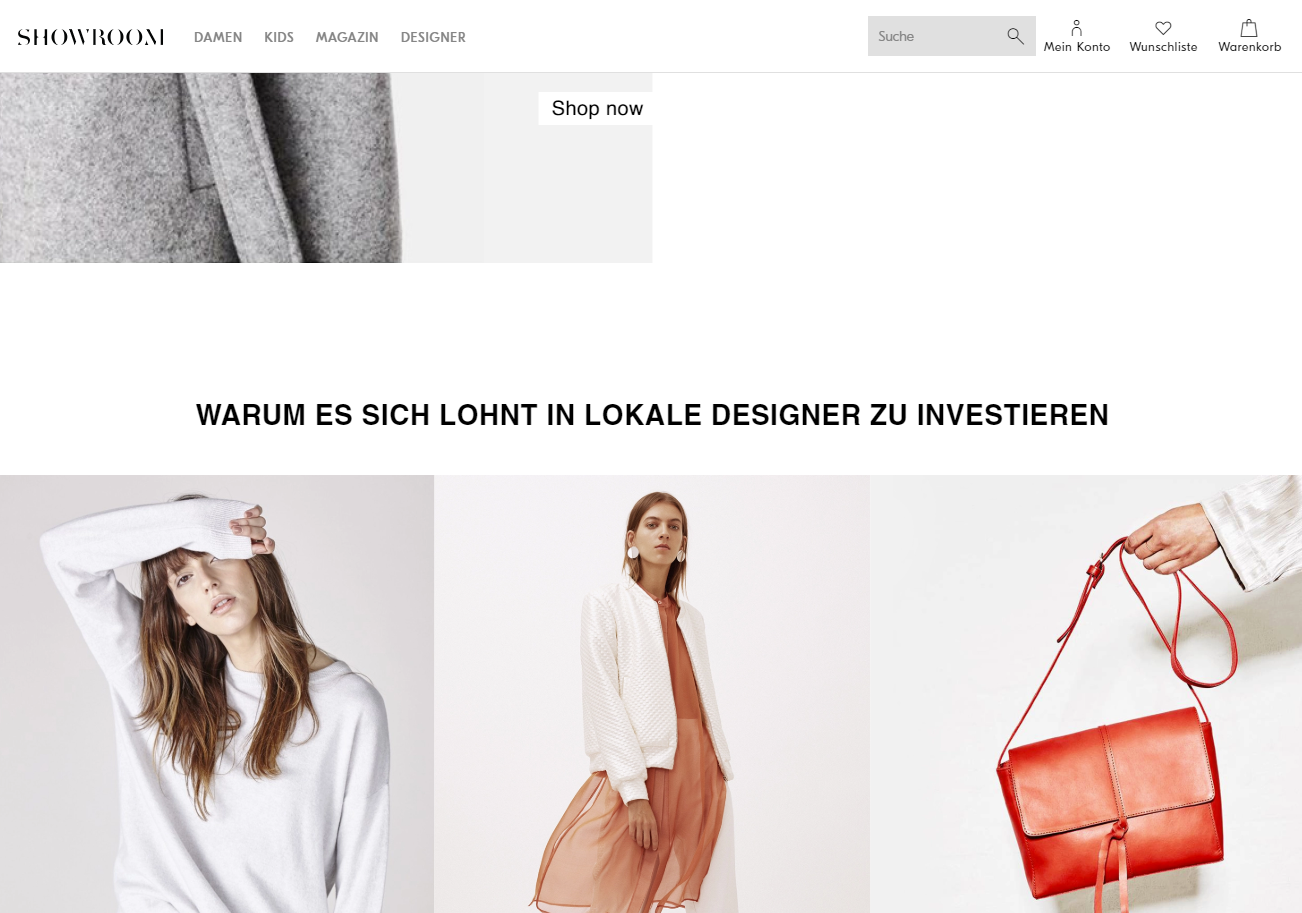 SHOWROOM DAMEN KIDS MAGAZIN DESIGNER Suche Mein Konto Wunschliste Warenkorb
Shop now
WARUM ES SICH LOHNT IN LOKALE DESIGNER ZU INVESTIEREN